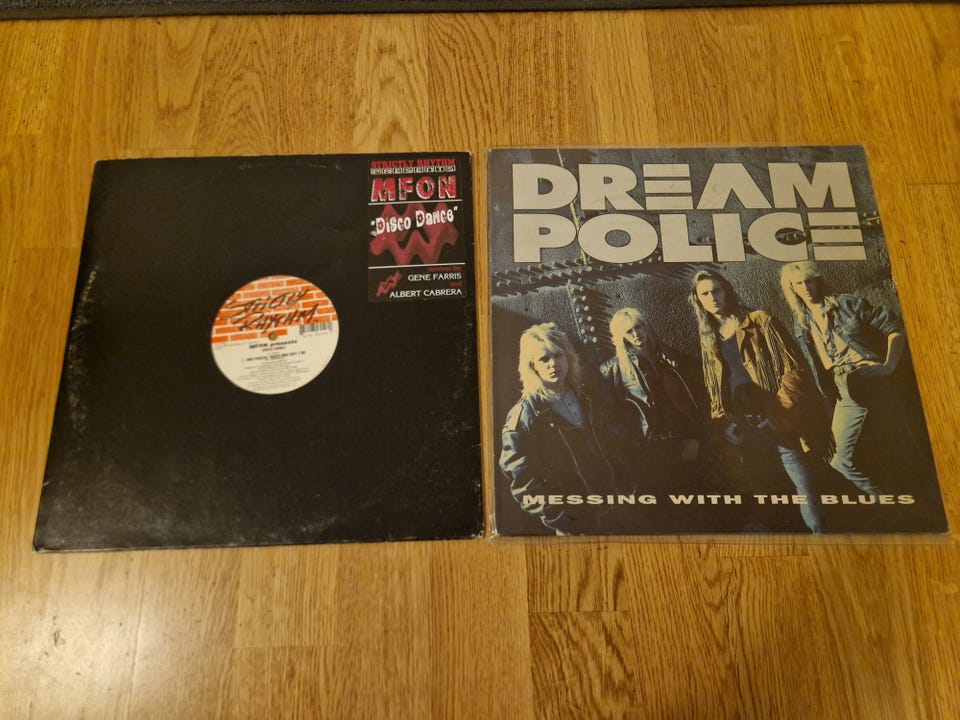 STRICTLY RHYTHM
PRESENTS
MFON
"Disco Dance"
remixes by
GENE FARRIS
and
ALBERT CABRERA
STRICTLY
RHYTHM
MFON presents
DREAM
POLICE
MESSING WITH THE BLUES